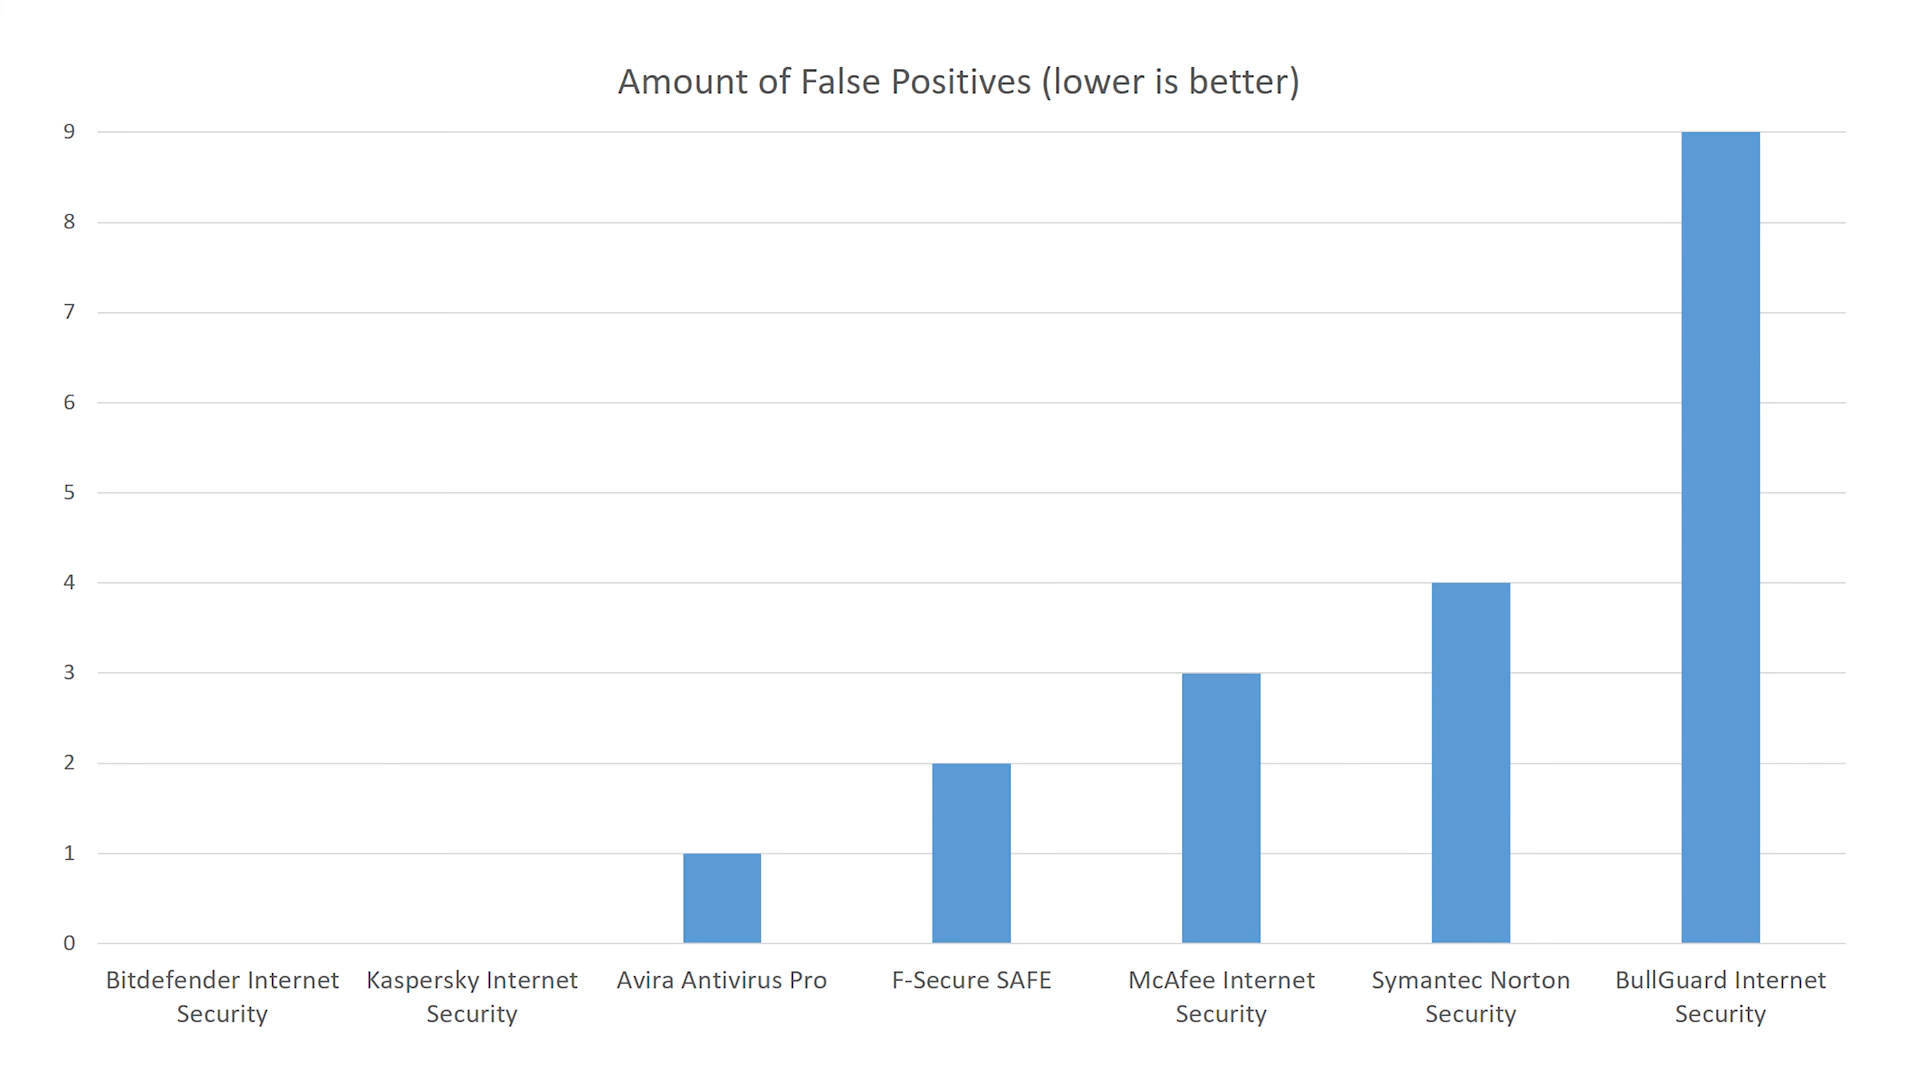 Amount of False Positives (lower is better)
9
8
7
6
5
4
3
2
1
0
Bitdefender Internet Security
Kaspersky Internet Security
Avira Antivirus Pro
F-Secure SAFE
McAfee Internet Security
Symantec Norton Security
BullGuard Internet Security